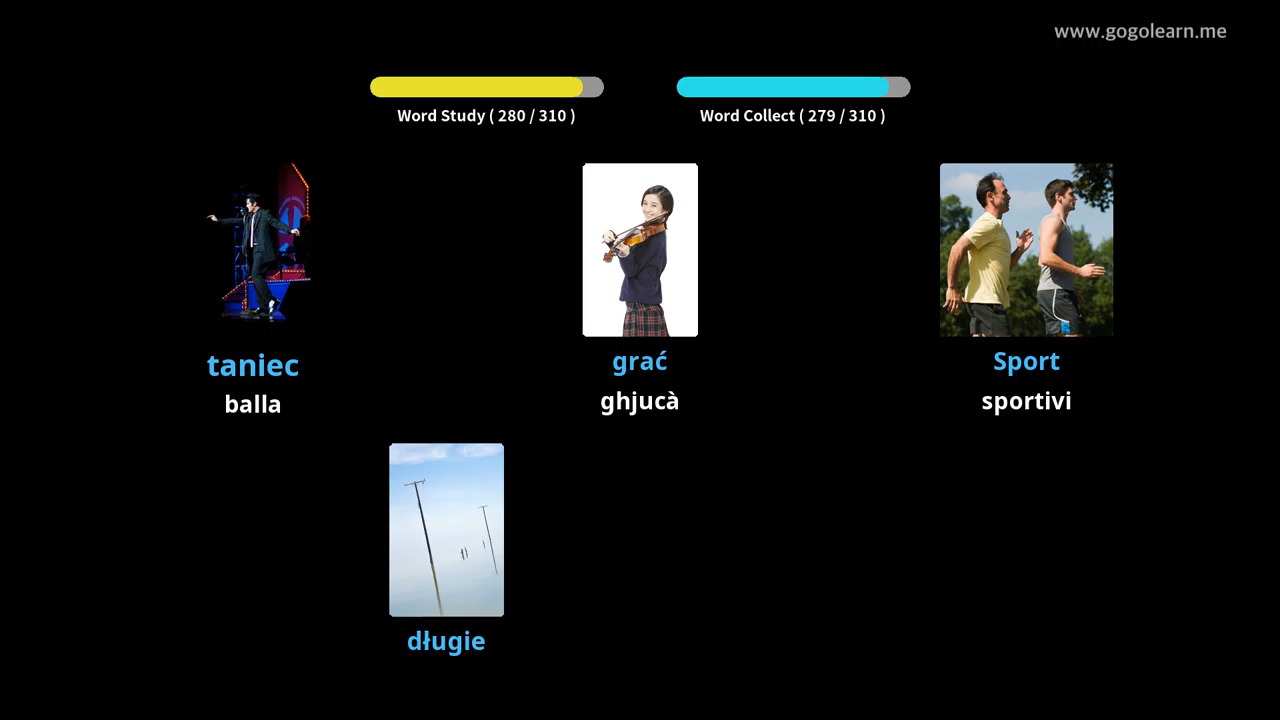 www.gogolearn.me
Word Study ( 280 / 310 )
Word Collect ( 279 / 310 )
taniec
balla
grać
ghjucà
Sport
sportivi
długie